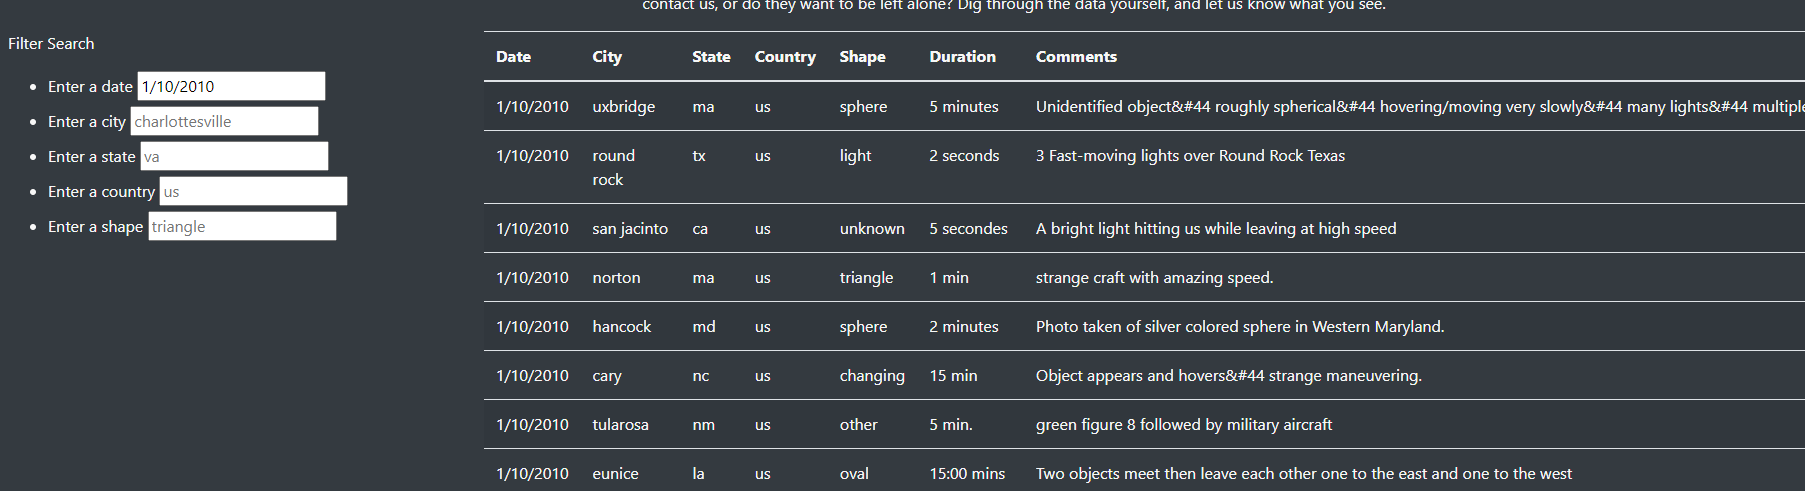 contact us, or do they want to be left alone? Dig through the data yourself, and let us know what you see.
Filter Search
Enter a date 1/10/2010
Enter a city charlottesville
Enter a state va
Enter a country us
Enter a shape triangle
Date City State Country Shape Duration Comments
1/10/2010 uxbridge ma us sphere 5 minutes Unidentified object&#44 roughly spherical&#44 hovering/moving very slowly&#44 many lights&#44 multiple
1/10/2010 round tx us light 2 seconds 3 Fast-moving lights over Round Rock Texas
rock
1/10/2010 san jacinto ca us unknown 5 secondes A bright light hitting us while leaving at high speed
1/10/2010 norton ma us triangle 1 min strange craft with amazing speed.
1/10/2010 hancock md us sphere 2 minutes Photo taken of silver colored sphere in Western Maryland.
1/10/2010 cary nc us changing 15 min Object appears and hovers&#44 strange maneuvering.
1/10/2010 tularosa nm us other 5 min. green figure 8 followed by military aircraft
1/10/2010 eunice la us oval 15:00 mins Two objects meet then leave each other one to the east and one to the west